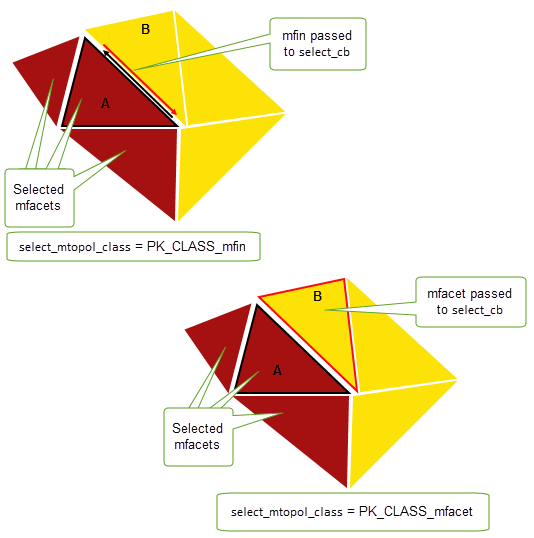 B
mfin passed
to select_cb
A
Selected
mfacets
select_mtopol_class = PK_CLASS_mfin
B
mfacet passed
to select_cb
A
Selected
mfacets
select_mtopol_class = PK_CLASS_mfacet